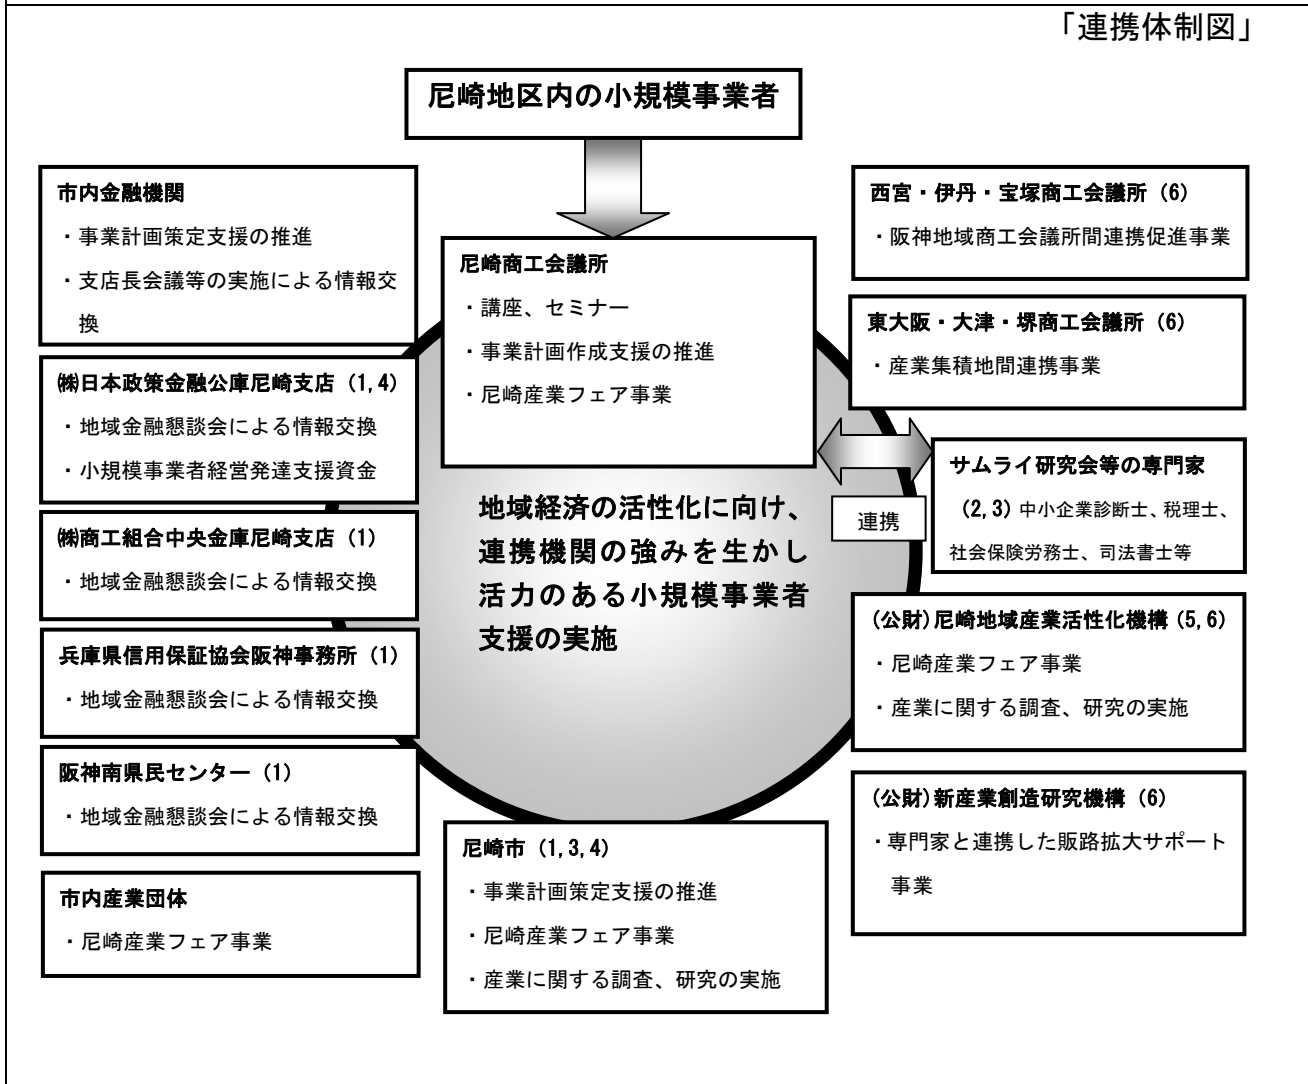 「連携体制図」
尼崎地区内の小規模事業者
市内金融機関
・事業計画策定支援の推進
・支店長会議等の実施による情報交
換
㈱日本政策金融公庫尼崎支店（1,4）
・地域金融懇談会による情報交換
・小規模事業者経営発達支援資金
㈱商工組合中央金庫尼崎支店（1）
・地域金融懇談会による情報交換
兵庫県信用保証協会阪神事務所（1）
・地域金融懇談会による情報交換
阪神南県民センター（1）
・地域金融懇談会による情報交換
市内産業団体
・尼崎産業フェア事業
尼崎商工会議所
・講座、セミナー
・事業計画作成支援の推進
・尼崎産業フェア事業
地域経済の活性化に向け、
連携機関の強みを生かし
活力のある小規模事業者
支援の実施
尼崎市（1,3,4）
・事業計画策定支援の推進
・尼崎産業フェア事業
・産業に関する調査、研究の実施
西宮・伊丹・宝塚商工会議所（6）
・阪神地域商工会議所間連携促進事業
東大阪・大津・堺商工会議所（6）
・産業集積地間連携事業
連携
サムライ研究会等の専門家
（2,3）中小企業診断士、税理士、
社会保険労務士、司法書士等
(公財)尼崎地域産業活性化機構（5,6）
・尼崎産業フェア事業
・産業に関する調査、研究の実施
(公財)新産業創造研究機構（6）
・専門家と連携した販路拡大サポート
事業